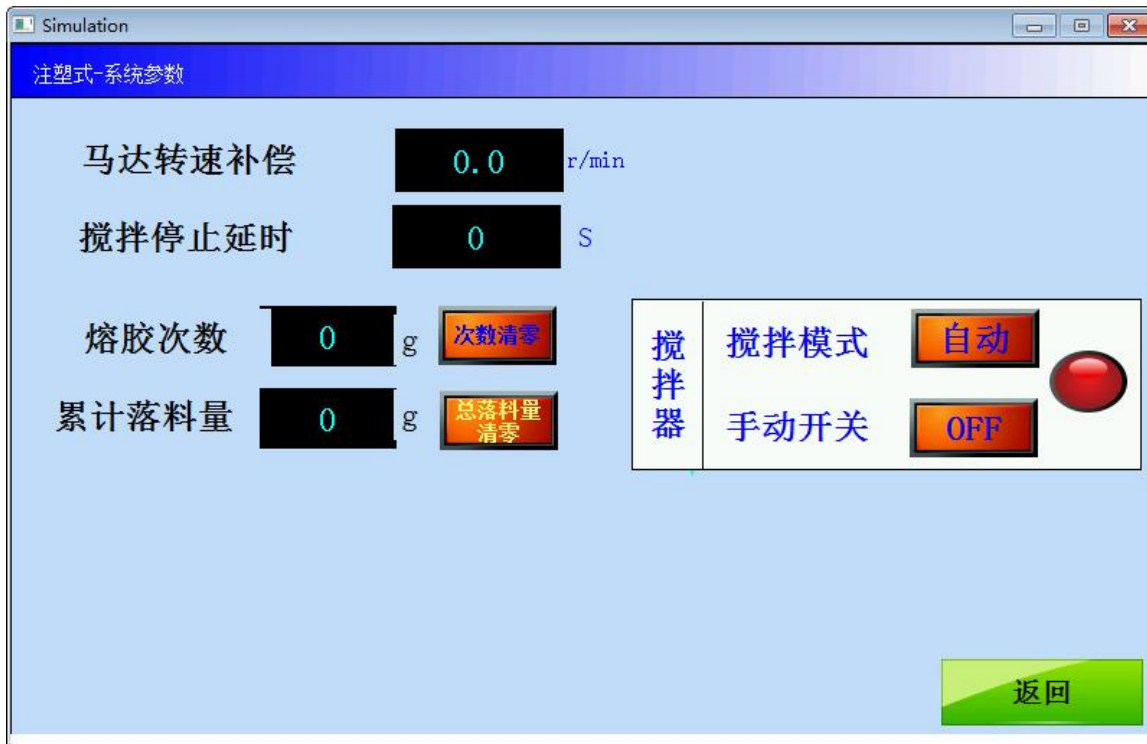 Simulation
注塑式-系统参数
马达转速补偿 0.0 r/min
搅拌停止延时 0 S
熔胶次数 0 g 次数清零
累计落料量 0 g 总落料量
清零
搅拌器
搅拌模式 自动
手动开关 OFF
返回